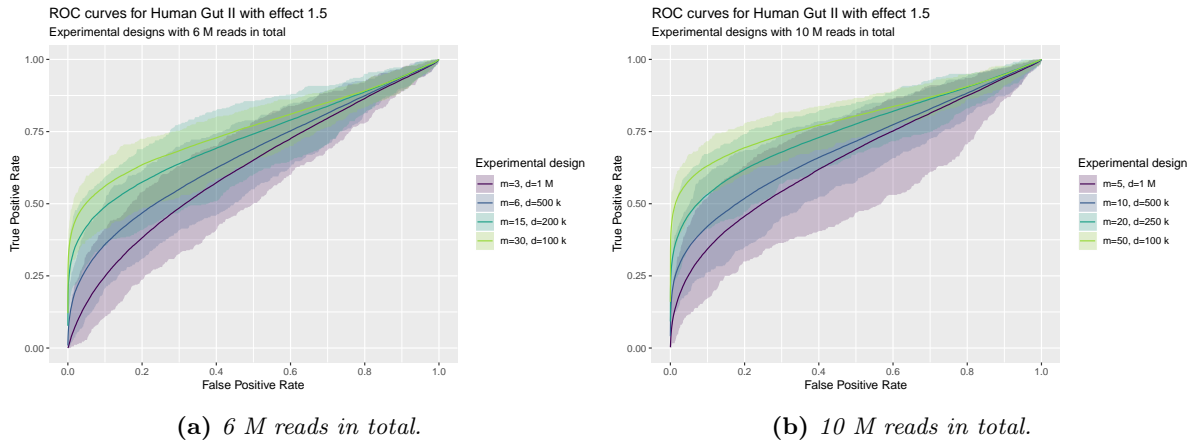 ROC curves for Human Gut II with effect 1.5
Experimental designs with 6 M reads in total
1.00
0.75
0.50
0.25
0.00
True Positive Rate
0.0 0.2 0.4 0.6 0.8 1.0
False Positive Rate
Experimental design
m=3, d=1 M
m=6, d=500 k
m=15, d=200 k
m=30, d=100 k
(a) 6 M reads in total.
ROC curves for Human Gut II with effect 1.5
Experimental designs with 10 M reads in total
1.00
0.75
0.50
0.25
0.00
True Positive Rate
0.0 0.2 0.4 0.6 0.8 1.0
False Positive Rate
Experimental design
m=5, d=1 M
m=10, d=500 k
m=20, d=250 k
m=50, d=100 k
(b) 10 M reads in total.